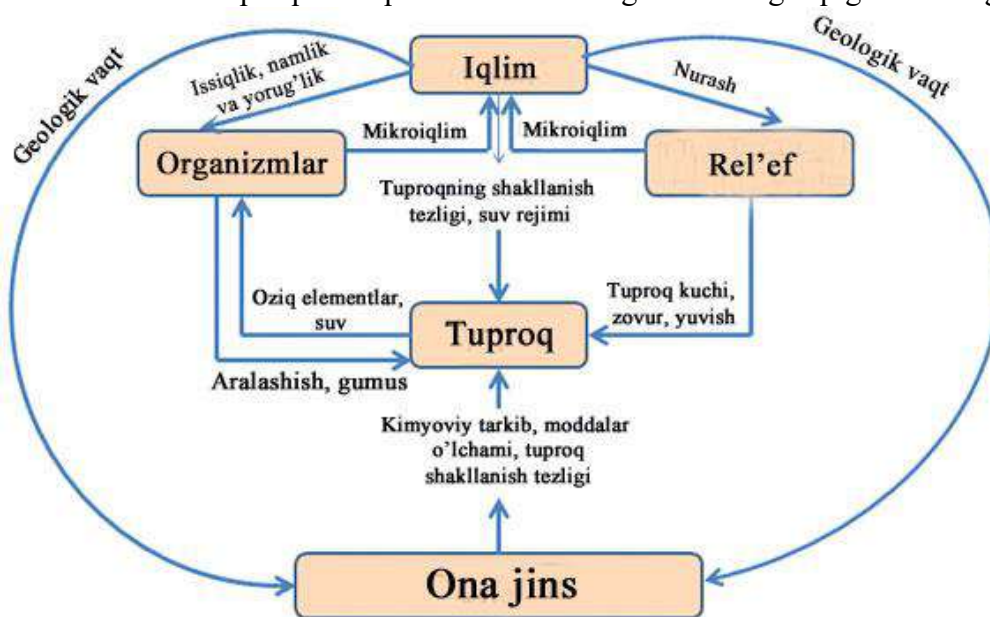 Geologik vaqt
Iqlim
Geologik vaqt
Issiqlik, namlik
va yorug'lik
Nurash
Mikroiqlim
Mikroiqlim
Organizmlar
Rel'ef
Tuproqning shakllanish
tezligi, suv rejimi
Oziq elementlar,
suv
Tuproq kuchi,
zovur, yuvish
Tuproq
Aralashish, gumus
Kimyoviy tarkib, moddalar
o'lchami, tuproq
shakllanish tezligi
Ona jins